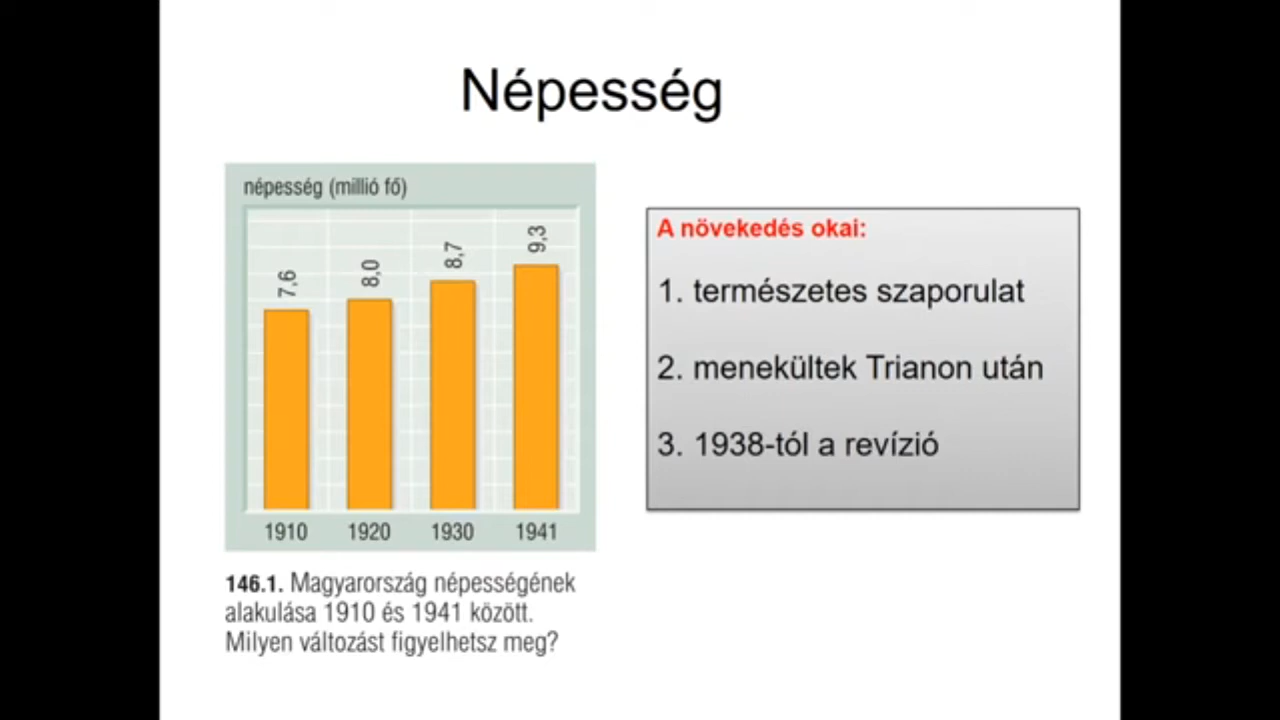 Népesség
népesség (millió fő)
7,6
8,0
8,7
9,3
1910
1920
1930
1941
146.1. Magyarország népességének
alakulása 1910 és 1941 között.
Milyen változást figyelhetsz meg?
A növekedés okai:
1. természetes szaporulat
2. menekültek Trianon után
3. 1938-tól a revízió